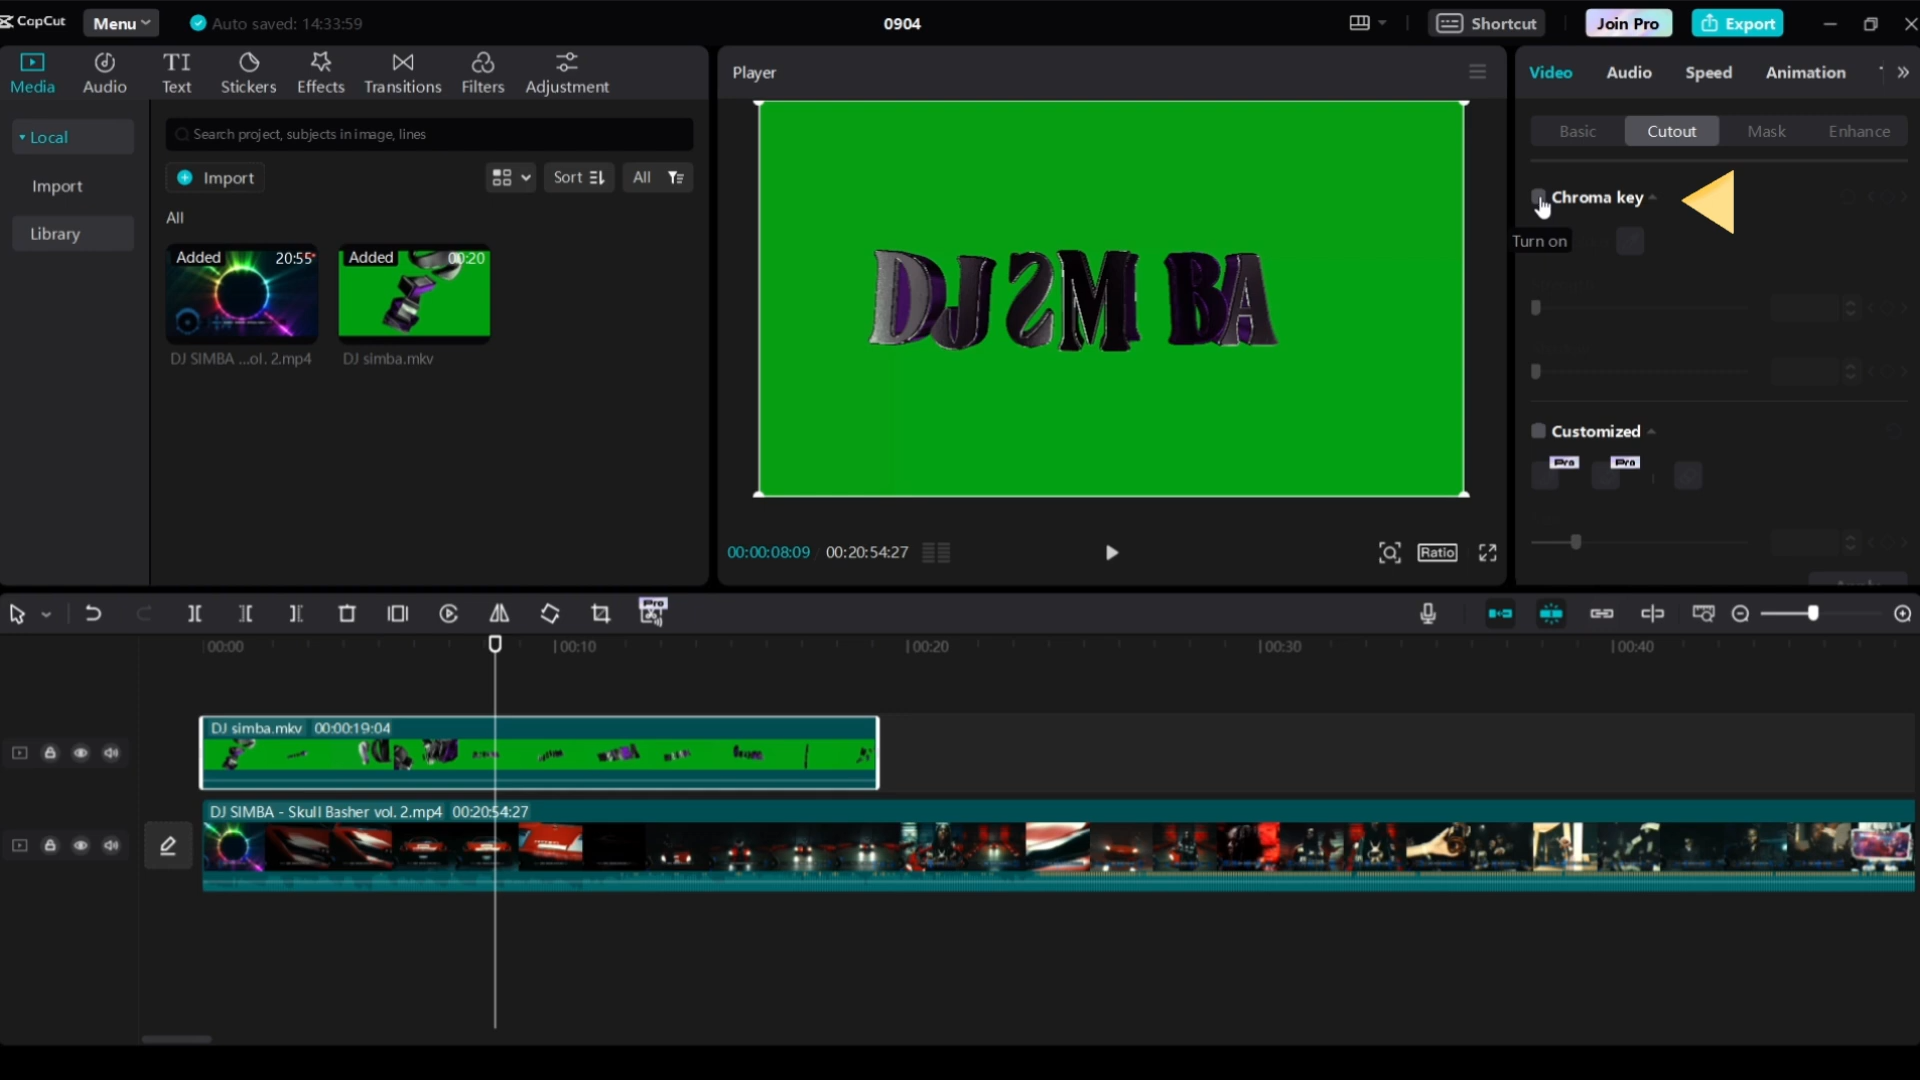 CapCut
Menu
Auto saved: 14:33:59
0904
Shortcut
Join Pro
Export
Media
Audio
Text
Stickers
Effects
Transitions
Filters
Adjustment
Player
Video
Audio
Speed
Animation
Local
Import
Library
Search project, subjects in image, lines
Import
Sort
All
All
Added
20:55
Added
00:20
DJ SIMBA ...ol. 2.mp4
DJ simba.mkv
DJ SIMBA
Basic
Cutout
Mask
Enhance
Chroma key
Turn on
Customized
Pro
Pro
00:00:08:09
00:20:54:27
Ratio
Pro
00:00
00:10
00:20
00:30
00:40
DJ simba.mkv 00:00:19:04
DJ SIMBA - Skull Basher vol. 2.mp4 00:20:54:27